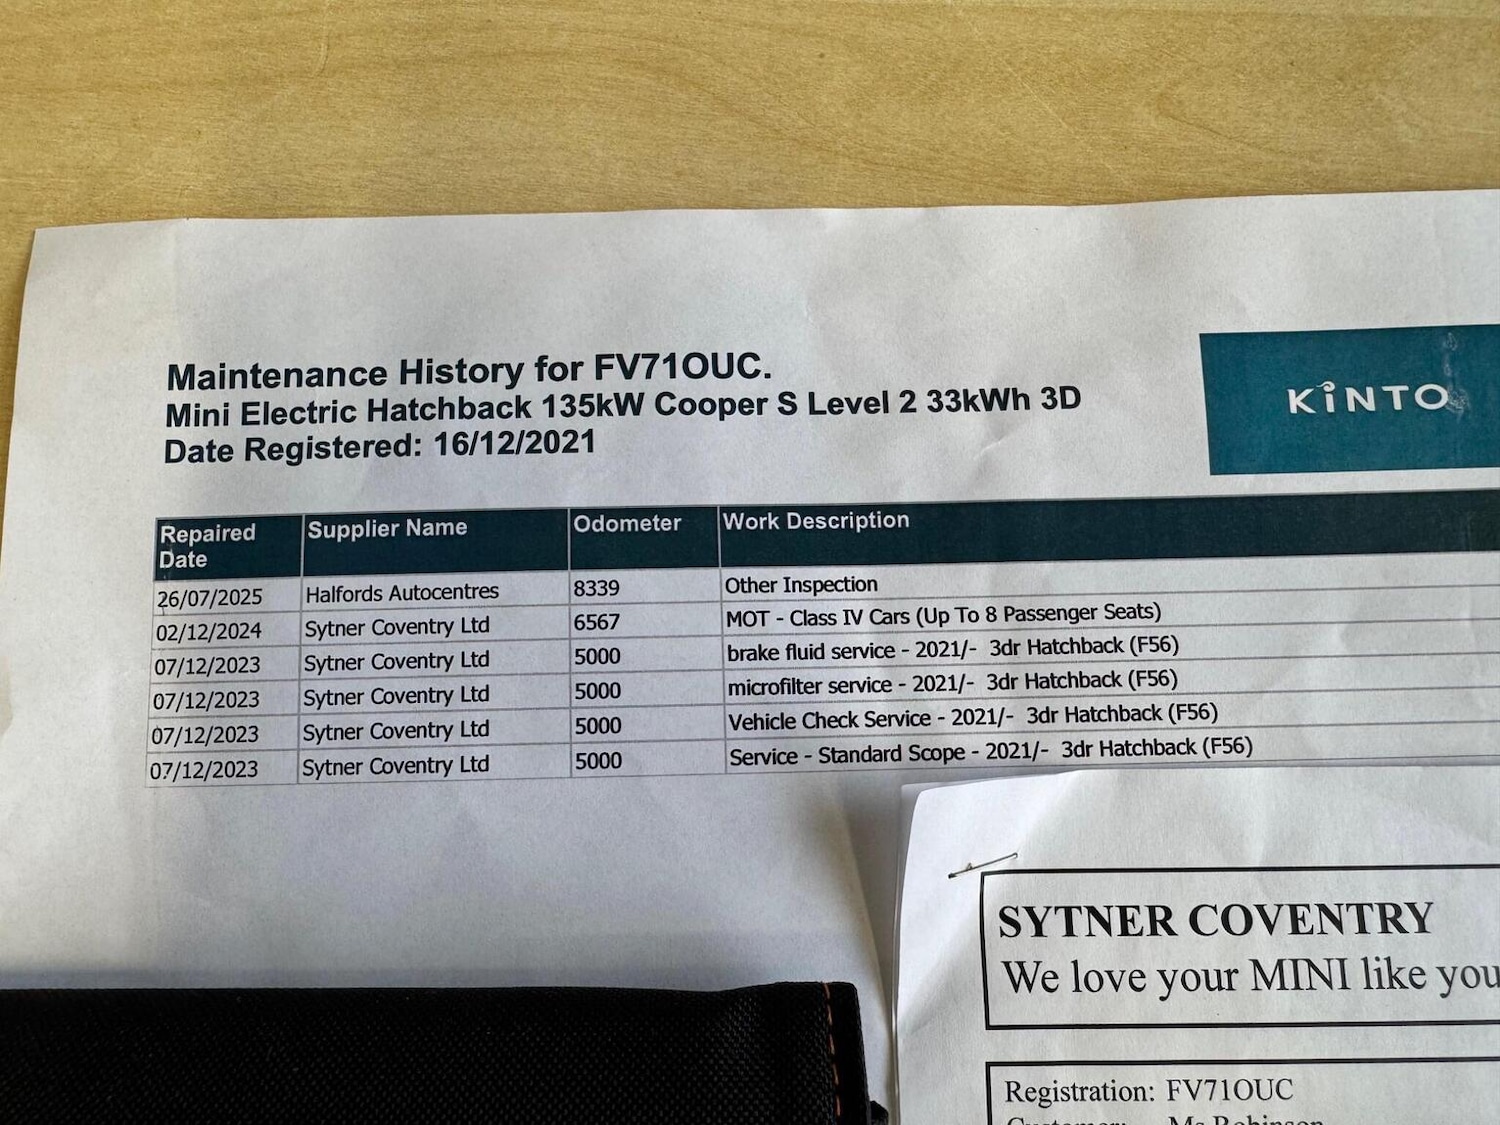 Maintenance History for FV71OUC.
Mini Electric Hatchback 135kW Cooper S Level 2 33kWh 3D
Date Registered: 16/12/2021
KiNTO
Repaired Date Supplier Name Odometer Work Description
26/07/2025 Halfords Autocentres 8339 Other Inspection
02/12/2024 Sytner Coventry Ltd 6567 MOT - Class IV Cars (Up To 8 Passenger Seats)
07/12/2023 Sytner Coventry Ltd 5000 brake fluid service - 2021/- 3dr Hatchback (F56)
07/12/2023 Sytner Coventry Ltd 5000 microfilter service - 2021/- 3dr Hatchback (F56)
07/12/2023 Sytner Coventry Ltd 5000 Vehicle Check Service - 2021/- 3dr Hatchback (F56)
07/12/2023 Sytner Coventry Ltd 5000 Service - Standard Scope - 2021/- 3dr Hatchback (F56)
SYTNER COVENTRY
We love your MINI like you
Registration: FV71OUC
Customer: Ms Robinson